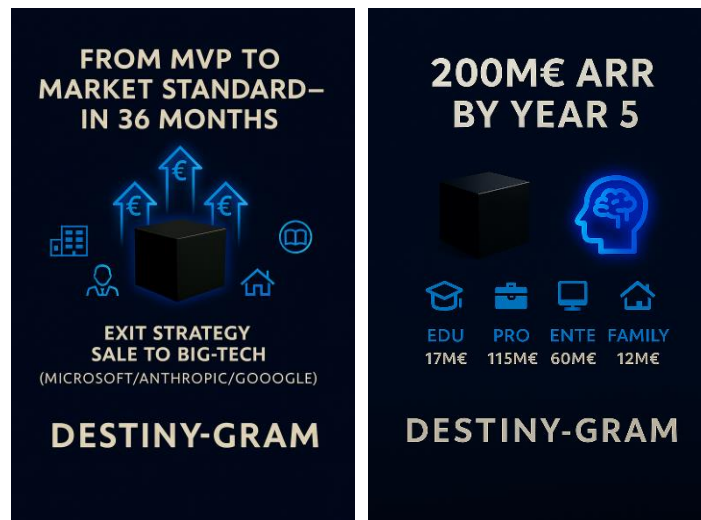 FROM MVP TO
MARKET STANDARD–
IN 36 MONTHS
€
€
€
EXIT STRATEGY
SALE TO BIG-TECH
(MICROSOFT/ANTHROPIC/GOOOGLE)
DESTINY-GRAM
200M€ ARR
BY YEAR 5
EDU PRO ENTE FAMILY
17M€ 115M€ 60M€ 12M€
DESTINY-GRAM